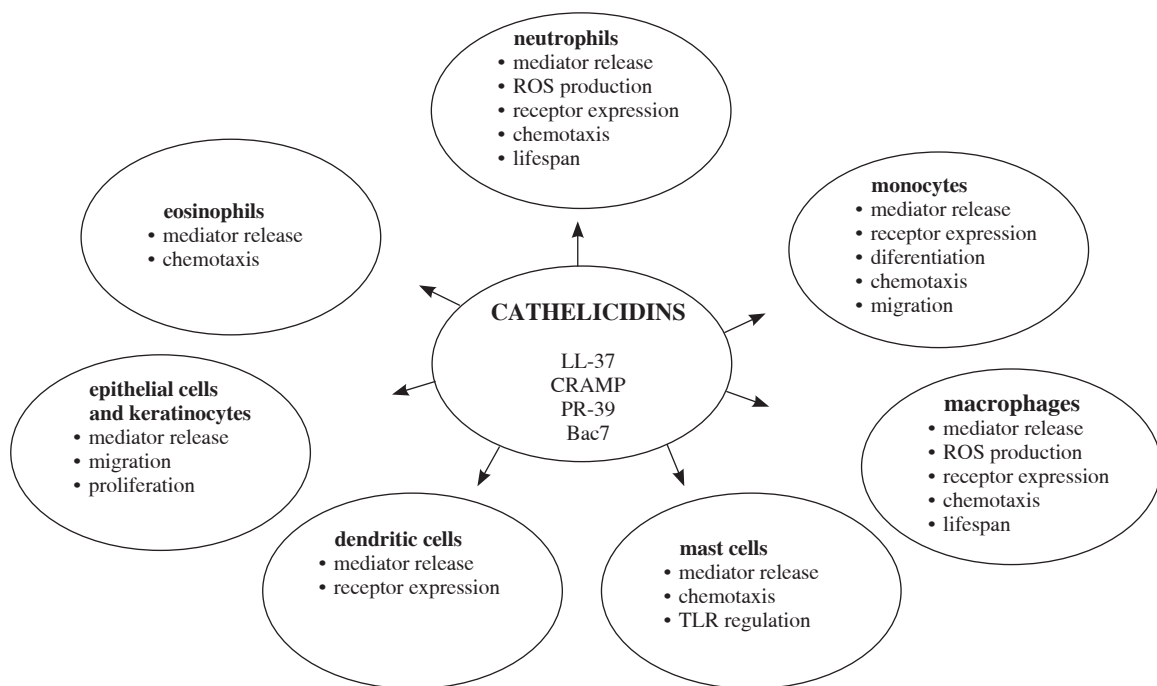 neutrophils
• mediator release
• ROS production
• receptor expression
• chemotaxis
• lifespan
eosinophils
• mediator release
• chemotaxis
monocytes
• mediator release
• receptor expression
• diferentiation
• chemotaxis
• migration
CATHELICIDINS
LL-37
CRAMP
PR-39
Bac7
epithelial cells
and keratinocytes
• mediator release
• migration
• proliferation
macrophages
• mediator release
• ROS production
• receptor expression
• chemotaxis
• lifespan
dendritic cells
• mediator release
• receptor expression
mast cells
• mediator release
• chemotaxis
• TLR regulation